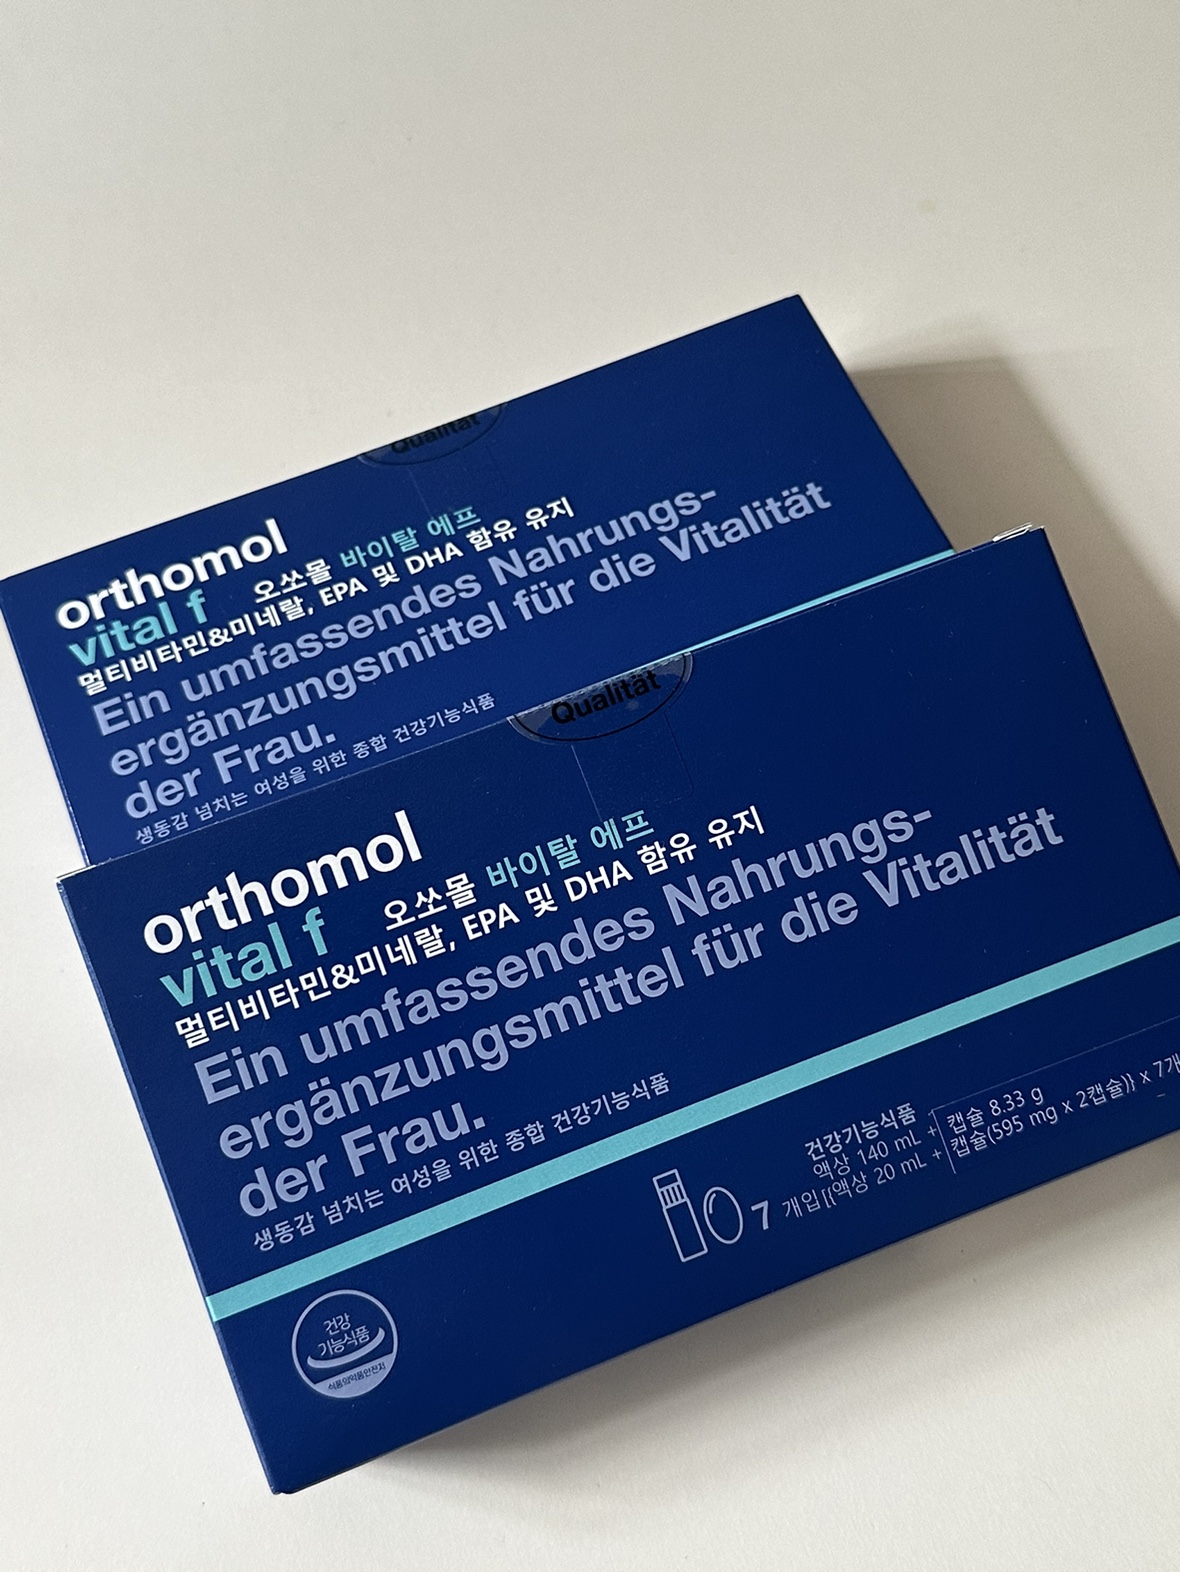 Qualität
orthomol
vital f 오쏘몰 바이탈 에프
멀티비타민&미네랄, EPA 및 DHA 함유 유지
Ein umfassendes Nahrungs-
ergänzungsmittel für die Vitalität
der Frau.
생동감 넘치는 여성을 위한 종합 건강기능식품
Qualität
orthomol
vital f 오쏘몰 바이탈 에프
멀티비타민&미네랄, EPA 및 DHA 함유 유지
Ein umfassendes Nahrungs-
ergänzungsmittel für die Vitalität
der Frau.
생동감 넘치는 여성을 위한 종합 건강기능식품
건강기능식품
액상 140 mL + 캡슐 8.33 g
7 개입 [{액상 20 mL + 캡슐(595 mg x 2캡슐)} x 7개
건강
기능식품
식품의약품안전처